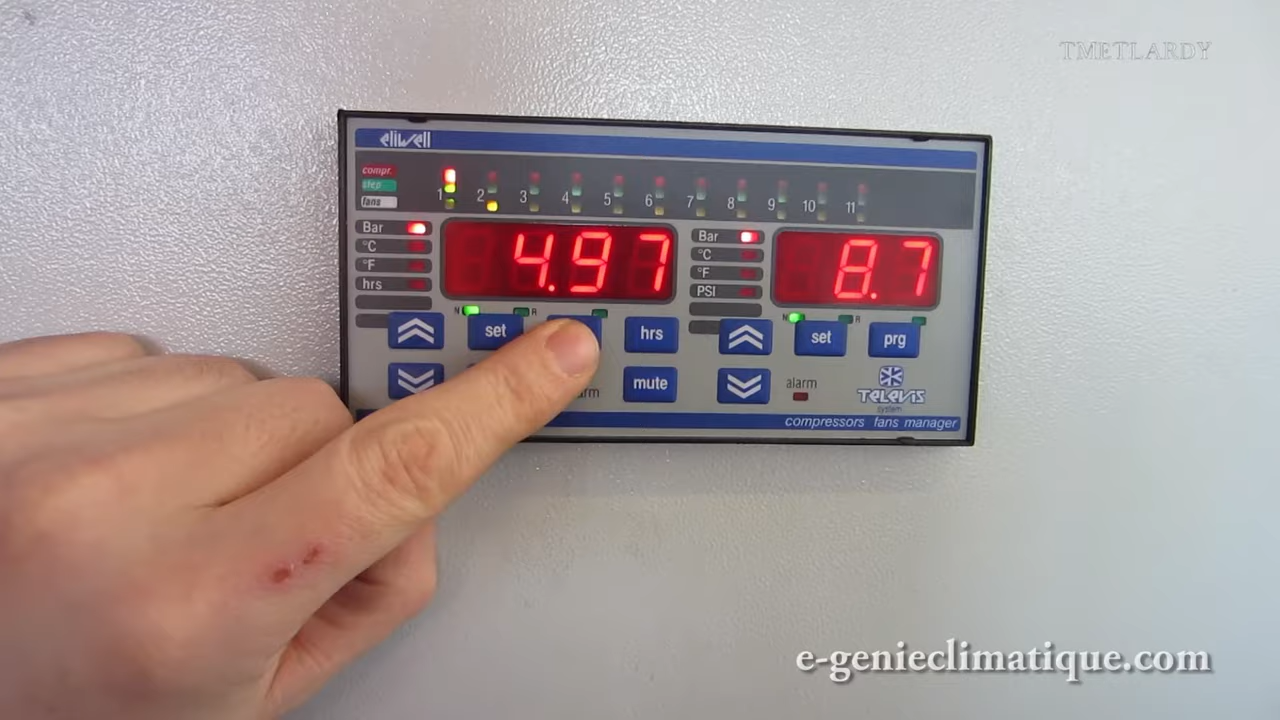 TMETLARDY
eliwell
compr.
step
fans
1 2 3 4 5 6 7 8 9 10 11
Bar
°C
°F
hrs
4.97
Bar
°C
°F
PSI
8.7
N R
set
hrs
N R
set
prg
mute
alarm
TELEVIS
system
compressors fans manager
e-genieclimatique.com